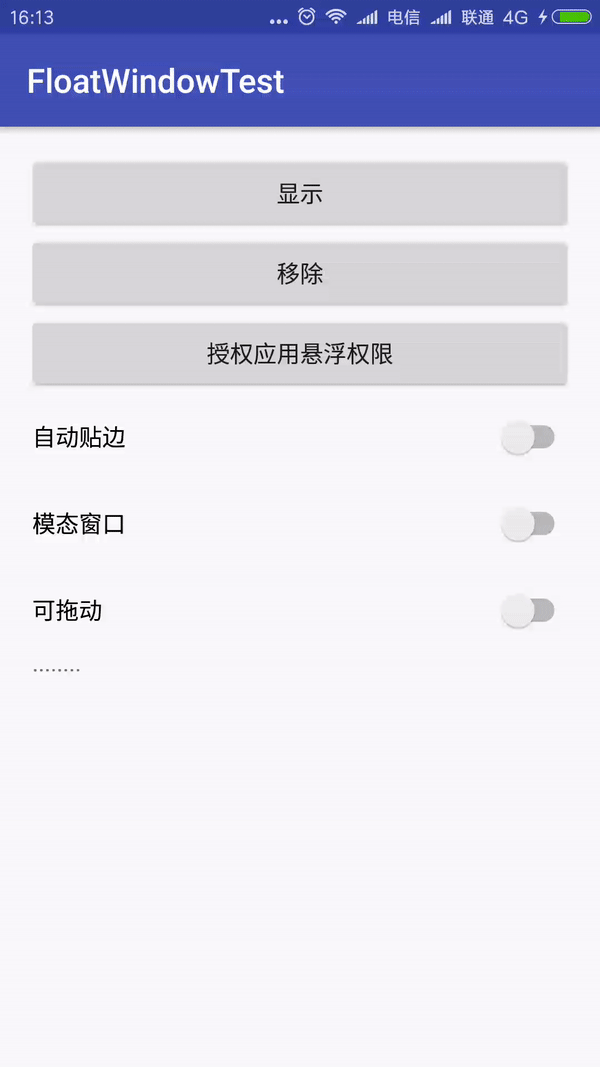 16:13 ... 电信 联通 4G
FloatWindowTest
显示
移除
授权应用悬浮权限
自动贴边
模态窗口
可拖动
........